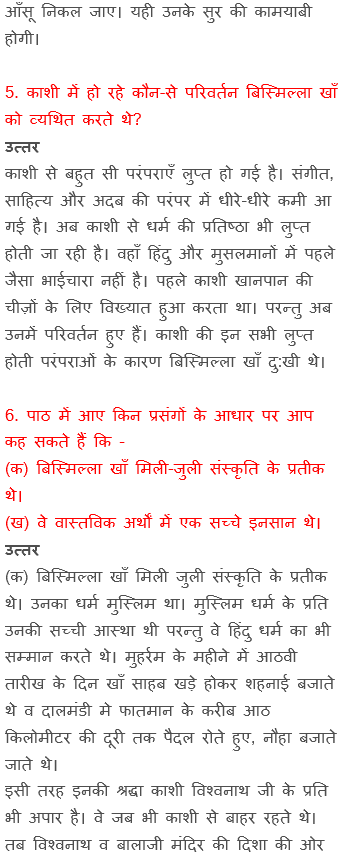 आँसू निकल जाए। यही उनके सुर की कामयाबी
होगी।
5. काशी में हो रहे कौन-से परिवर्तन बिस्मिल्ला खाँ
को व्यथित करते थे?
उत्तर
काशी से बहुत सी परंपराएँ लुप्त हो गई है। संगीत,
साहित्य और अदब की परंपर में धीरे-धीरे कमी आ
गई है। अब काशी से धर्म की प्रतिष्ठा भी लुप्त
होती जा रही है। वहाँ हिंदु और मुसलमानों में पहले
जैसा भाईचारा नहीं है। पहले काशी खानपान की
चीज़ों के लिए विख्यात हुआ करता था। परन्तु अब
उनमें परिवर्तन हुए हैं। काशी की इन सभी लुप्त
होती परंपराओं के कारण बिस्मिल्ला खाँ दु:खी थे।
6. पाठ में आए किन प्रसंगों के आधार पर आप
कह सकते हैं कि -
(क) बिस्मिल्ला खाँ मिली-जुली संस्कृति के प्रतीक
थे।
(ख) वे वास्तविक अर्थों में एक सच्चे इनसान थे।
उत्तर
(क) बिस्मिल्ला खाँ मिली जुली संस्कृति के प्रतीक
थे। उनका धर्म मुस्लिम था। मुस्लिम धर्म के प्रति
उनकी सच्ची आस्था थी परन्तु वे हिंदु धर्म का भी
सम्मान करते थे। मुहर्रम के महीने में आठवी
तारीख के दिन खाँ साहब खड़े होकर शहनाई बजाते
थे व दालमंडी मे फातमान के करीब आठ
किलोमीटर की दूरी तक पैदल रोते हुए, नौहा बजाते
जाते थे।
इसी तरह इनकी श्रद्धा काशी विश्वनाथ जी के प्रति
भी अपार है। वे जब भी काशी से बाहर रहते थे।
तब विश्वनाथ व बालाजी मंदिर की दिशा की ओर